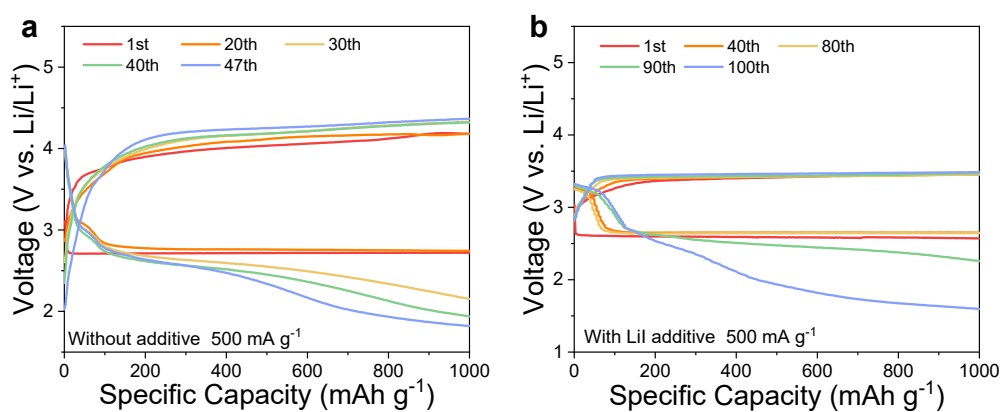 a
1st 20th 30th
40th 47th
5
4
3
2
Voltage (V vs. Li/Li⁺)
Without additive 500 mA g⁻¹
0 200 400 600 800 1000
Specific Capacity (mAh g⁻¹)
b
1st 40th 80th
90th 100th
5
4
3
2
1
Voltage (V vs. Li/Li⁺)
With LiI additive 500 mA g⁻¹
0 200 400 600 800 1000
Specific Capacity (mAh g⁻¹)